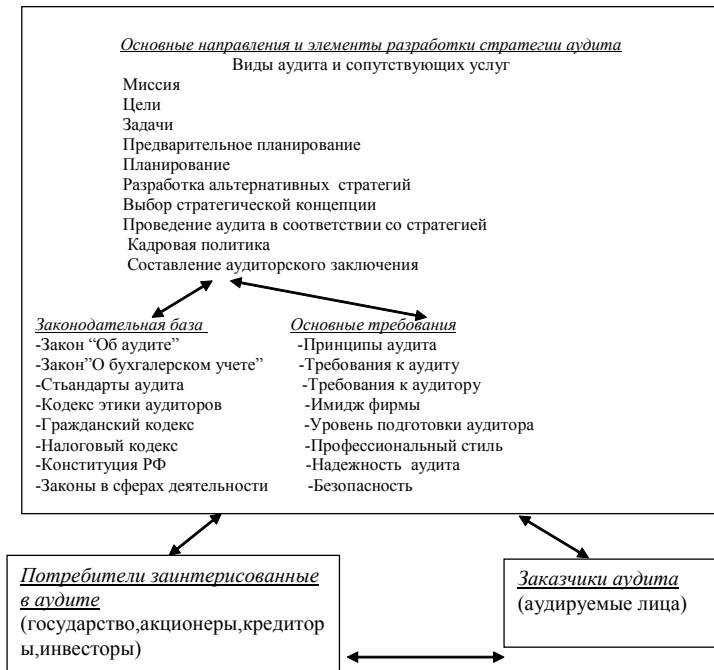 Основные направления и элементы разработки стратегии аудита
Виды аудита и сопутствующих услуг
Миссия
Цели
Задачи
Предварительное планирование
Планирование
Разработка альтернативных стратегий
Выбор стратегической концепции
Проведение аудита в соответствии со стратегией
Кадровая политика
Составление аудиторского заключения
Законодательная база
-Закон “Об аудите”
-Закон”О бухгалерском учете”
-Стьандарты аудита
-Кодекс этики аудиторов
-Гражданский кодекс
-Налоговый кодекс
-Конституция РФ
-Законы в сферах деятельности
Основные требования
-Принципы аудита
-Требования к аудиту
-Требования к аудитору
-Имидж фирмы
-Уровень подготовки аудитора
-Профессиональный стиль
-Надежность аудита
-Безопасность
Потребители заинтерисованные
в аудите
(государство,акционеры,кредитор
ы,инвесторы)
Заказчики аудита
(аудируемые лица)